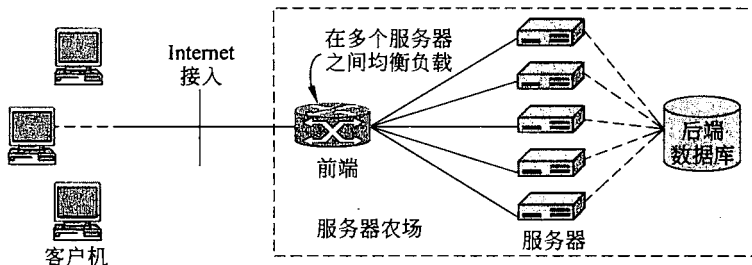 Internet
接入
在多个服务器
之间均衡负载
前端
后端
数据库
服务器农场
服务器
客户机